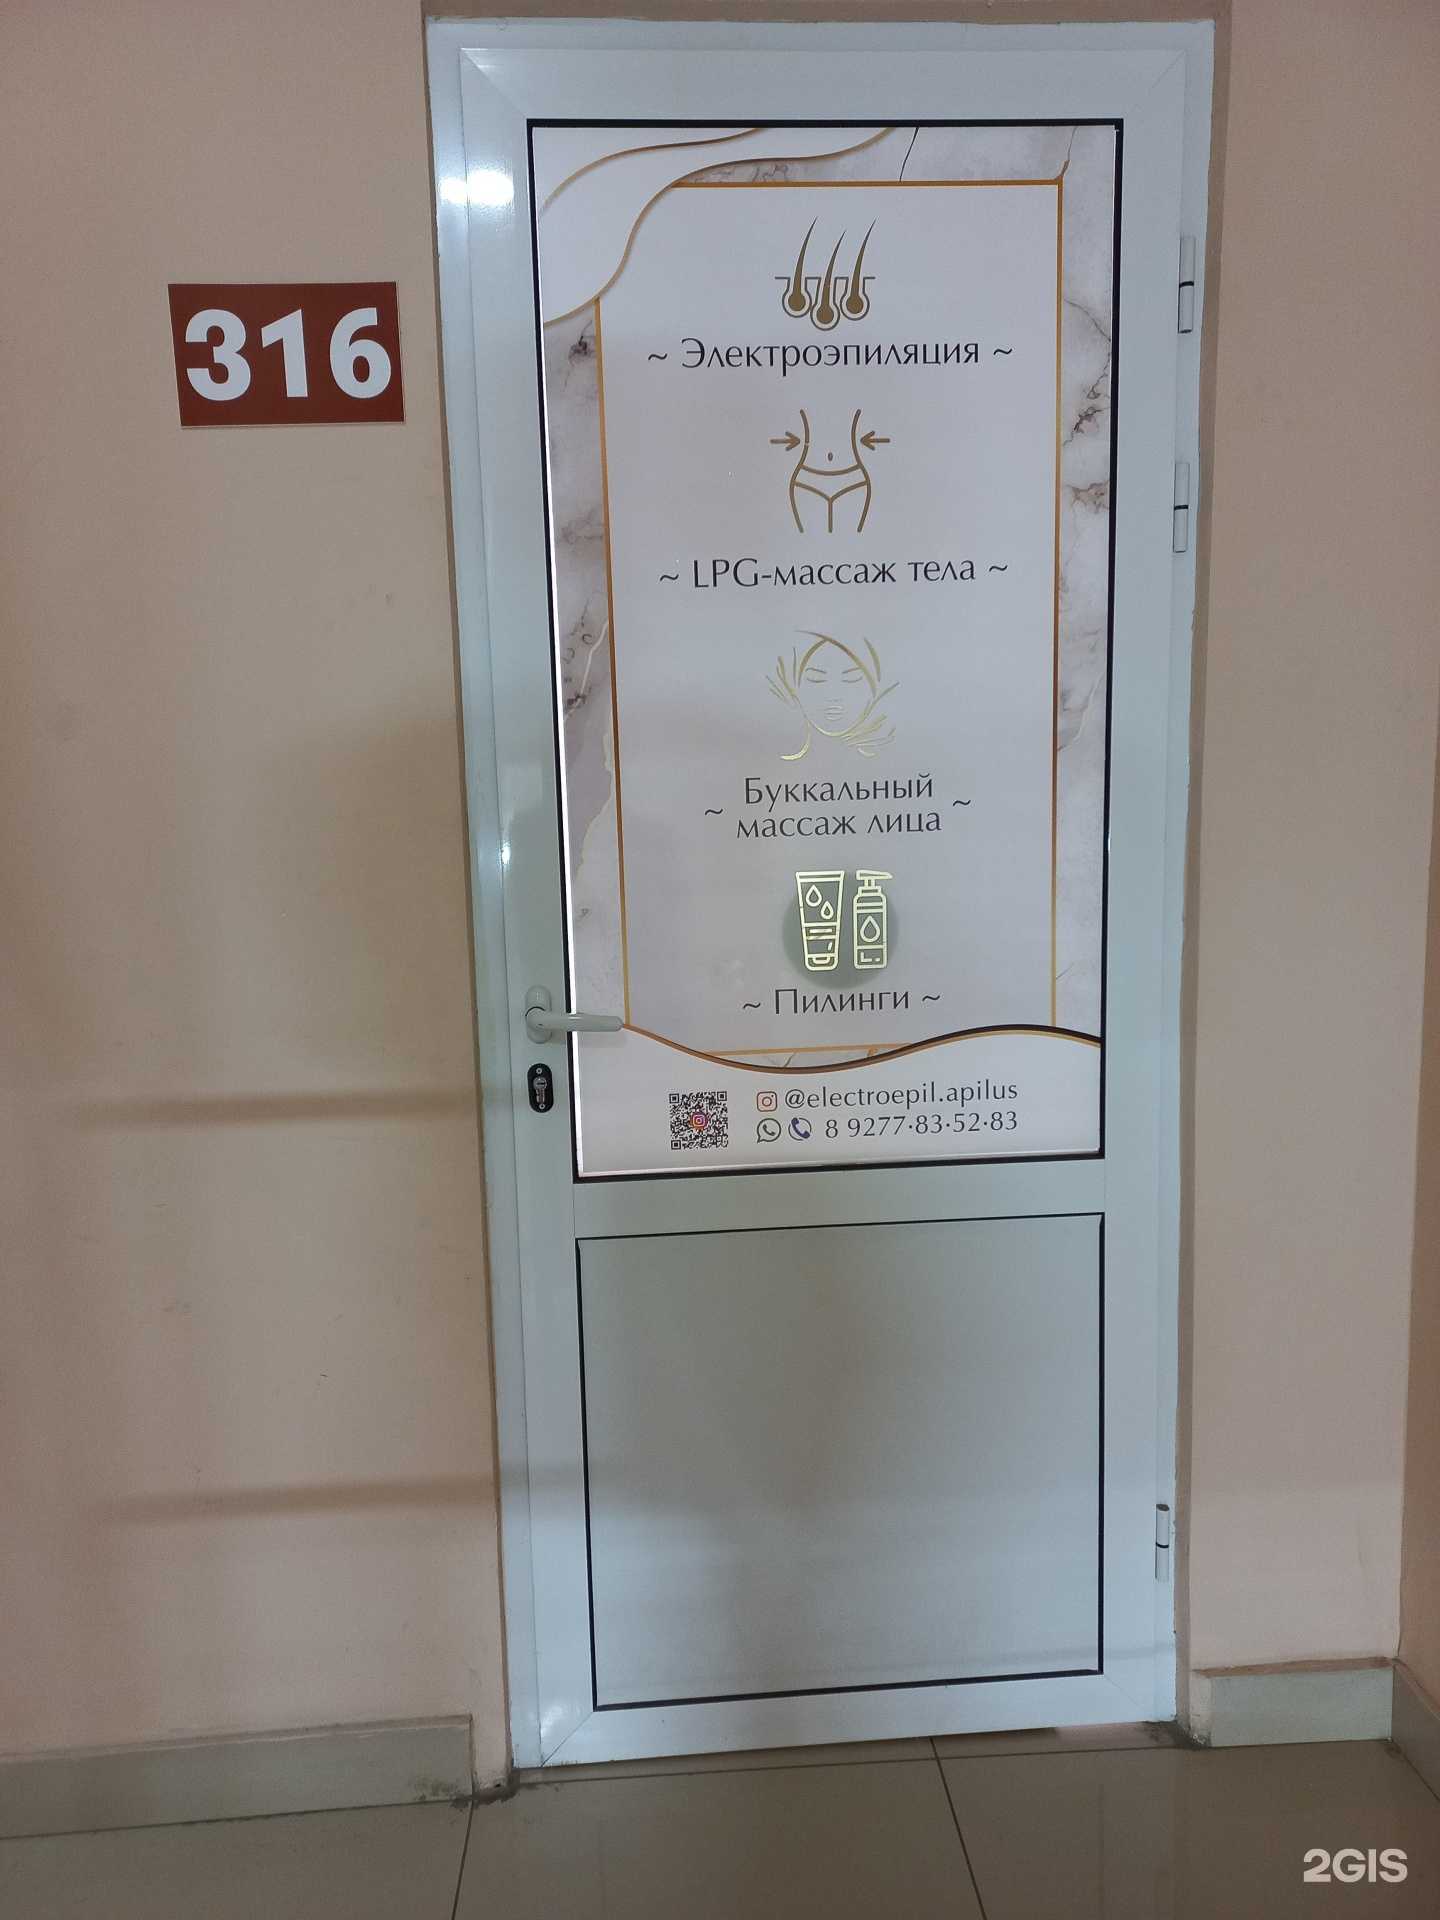 316
~ Электроэпиляция ~
~ LPG-массаж тела ~
~ Буккальный ~
массаж лица
~ Пилинги ~
@electroepil.apilus
8 9277·83·52·83
2GIS